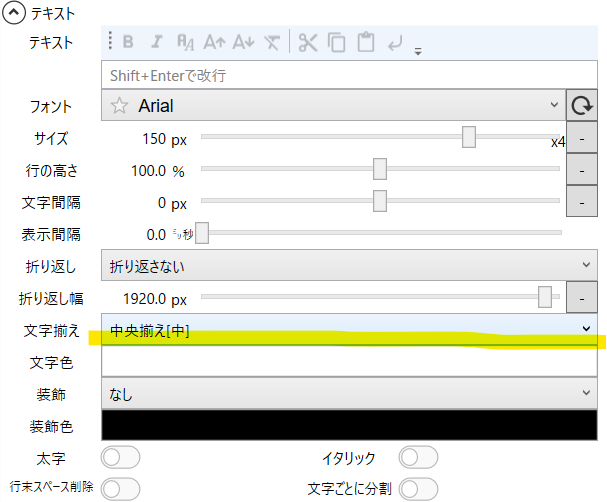 テキスト
テキスト
Shift+Enterで改行
フォント Arial
サイズ 150 px x4 -
行の高さ 100.0 % -
文字間隔 0 px -
表示間隔 0.0 ミリ秒
折り返し 折り返さない
折り返し幅 1920.0 px -
文字揃え 中央揃え[中]
文字色
装飾 なし
装飾色
太字 イタリック
行末スペース削除 文字ごとに分割